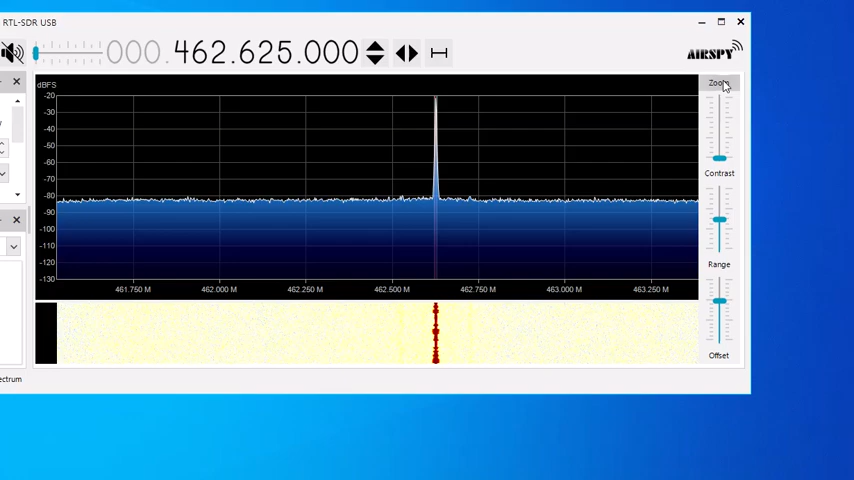 RTL-SDR USB
000.462.625.000
AIRSPY
dBFS
Zoom
-20
-30
-40
-50
-60
-70
-80
-90
-100
-110
-120
-130
461.750 M 462.000 M 462.250 M 462.500 M 462.750 M 463.000 M 463.250 M
Contrast
Range
Offset
ectrum